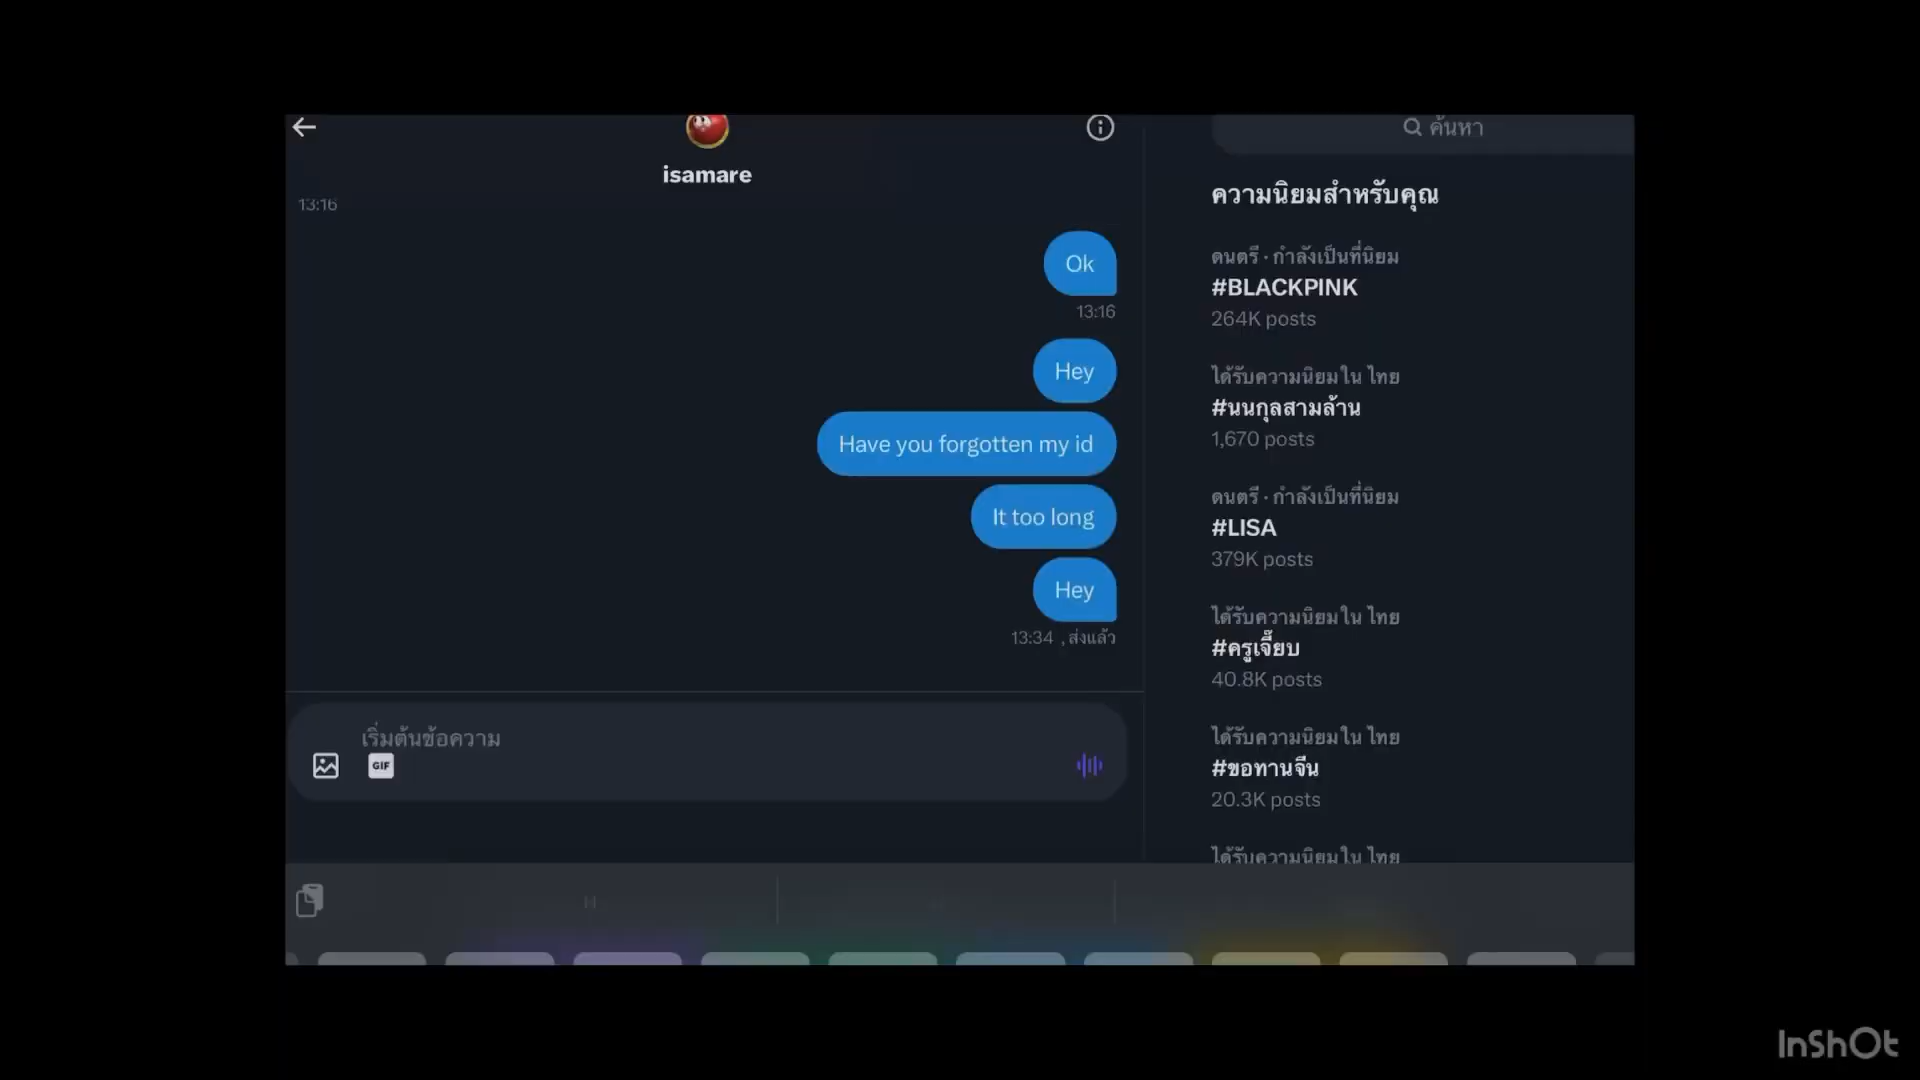 isamare
13:16
Ok
13:16
Hey
Have you forgotten my id
It too long
Hey
13:34 , ส่งแล้ว
เริ่มต้นข้อความ
GIF
H
ค้นหา
ความนิยมสำหรับคุณ
ดนตรี · กำลังเป็นที่นิยม
#BLACKPINK
264K posts
ได้รับความนิยมใน ไทย
#นนกุลสามล้าน
1,670 posts
ดนตรี · กำลังเป็นที่นิยม
#LISA
379K posts
ได้รับความนิยมใน ไทย
#ครูเจี๊ยบ
40.8K posts
ได้รับความนิยมใน ไทย
#ขอทานจีน
20.3K posts
ได้รับความนิยมใน ไทย
InShOt